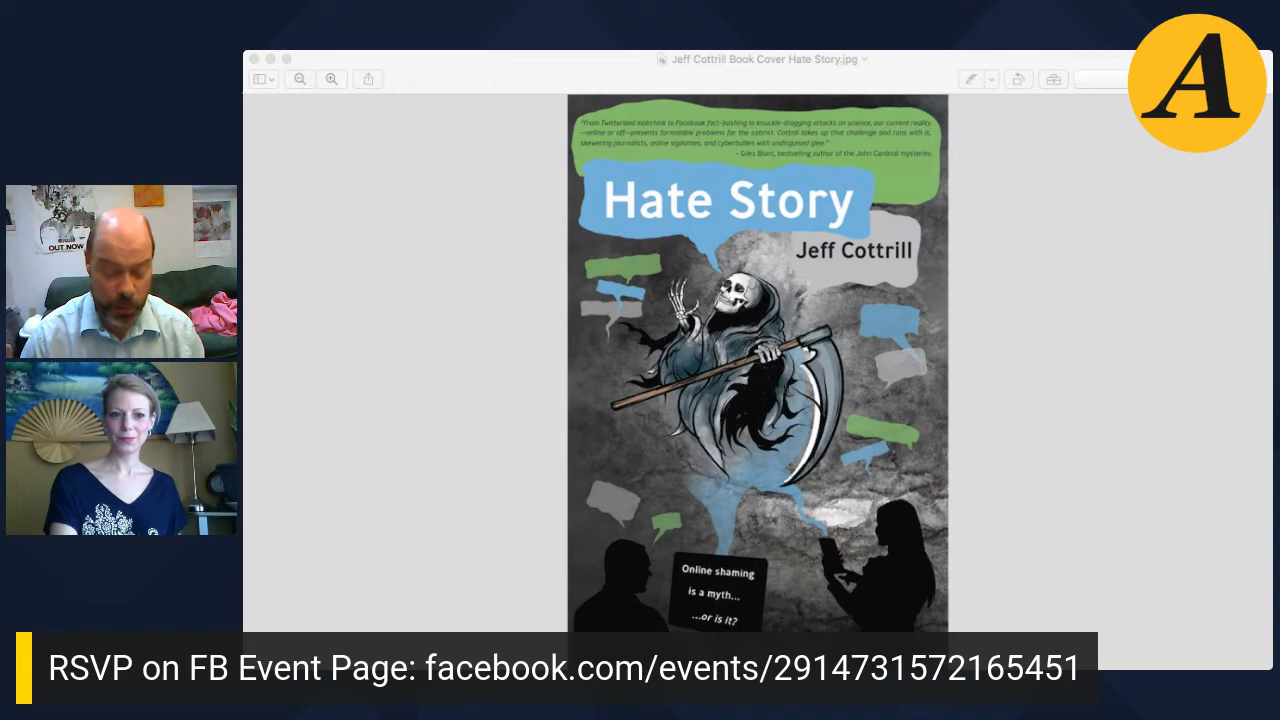 Jeff Cottrill Book Cover Hate Story.jpg
A
"From Twitterized mobthink to Facebook fact-bashing to knuckle-dragging attacks on science, our current reality
—online or off—presents formidable problems for the satirist. Cottrill takes up that challenge and runs with it,
skewering journalists, online vigilantes, and cyberbullies with undisguised glee."
- Giles Blunt, bestselling author of the John Cardinal mysteries
Hate Story
Jeff Cottrill
OUT NOW
Online shaming
is a myth...
...or is it?
RSVP on FB Event Page: facebook.com/events/2914731572165451